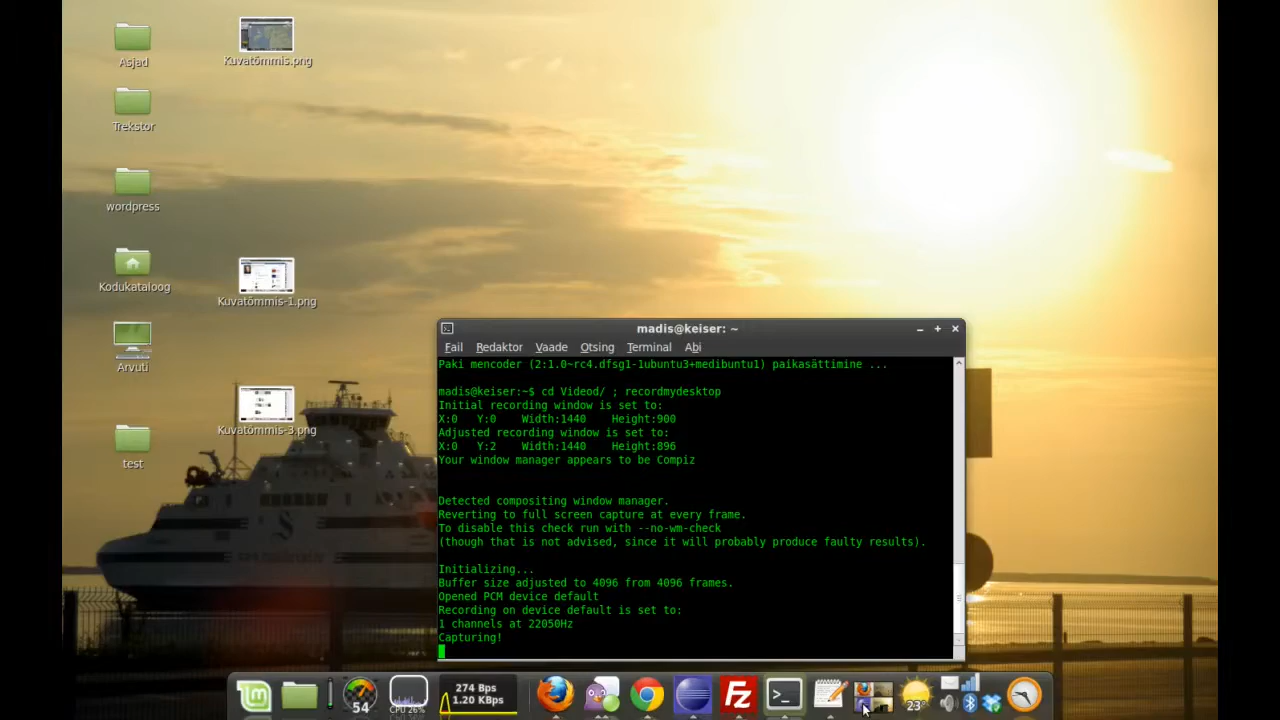 Asjad
Kuvatõmmis.png
Trekstor
wordpress
Kodukataloog
Kuvatõmmis-1.png
Arvuti
Kuvatõmmis-3.png
test
madis@keiser: ~
Fail Redaktor Vaade Otsing Terminal Abi
Paki mencoder (2:1.0~rc4.dfsg1-1ubuntu3+medibuntu1) paikasättimine ...
madis@keiser:~$ cd Videod/ ; recordmydesktop
Initial recording window is set to:
X:0 Y:0 Width:1440 Height:900
Adjusted recording window is set to:
X:0 Y:2 Width:1440 Height:896
Your window manager appears to be Compiz
Detected compositing window manager.
Reverting to full screen capture at every frame.
To disable this check run with --no-wm-check
(though that is not advised, since it will probably produce faulty results).
Initializing...
Buffer size adjusted to 4096 from 4096 frames.
Opened PCM device default
Recording on device default is set to:
1 channels at 22050Hz
Capturing!
54
CPU 26%
274 Bps
1.20 KBps
Fz
23°